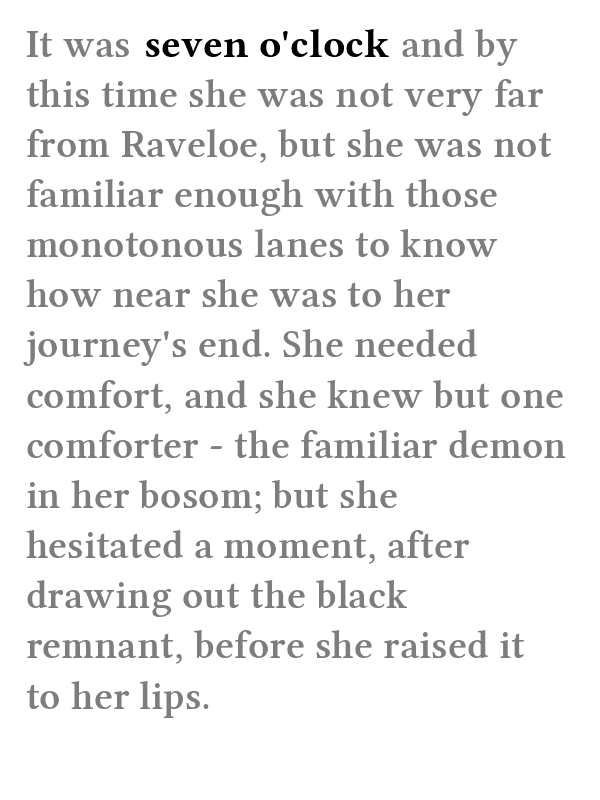 It was seven o'clock and by
this time she was not very far
from Raveloe, but she was not
familiar enough with those
monotonous lanes to know
how near she was to her
journey's end. She needed
comfort, and she knew but one
comforter - the familiar demon
in her bosom; but she
hesitated a moment, after
drawing out the black
remnant, before she raised it
to her lips.